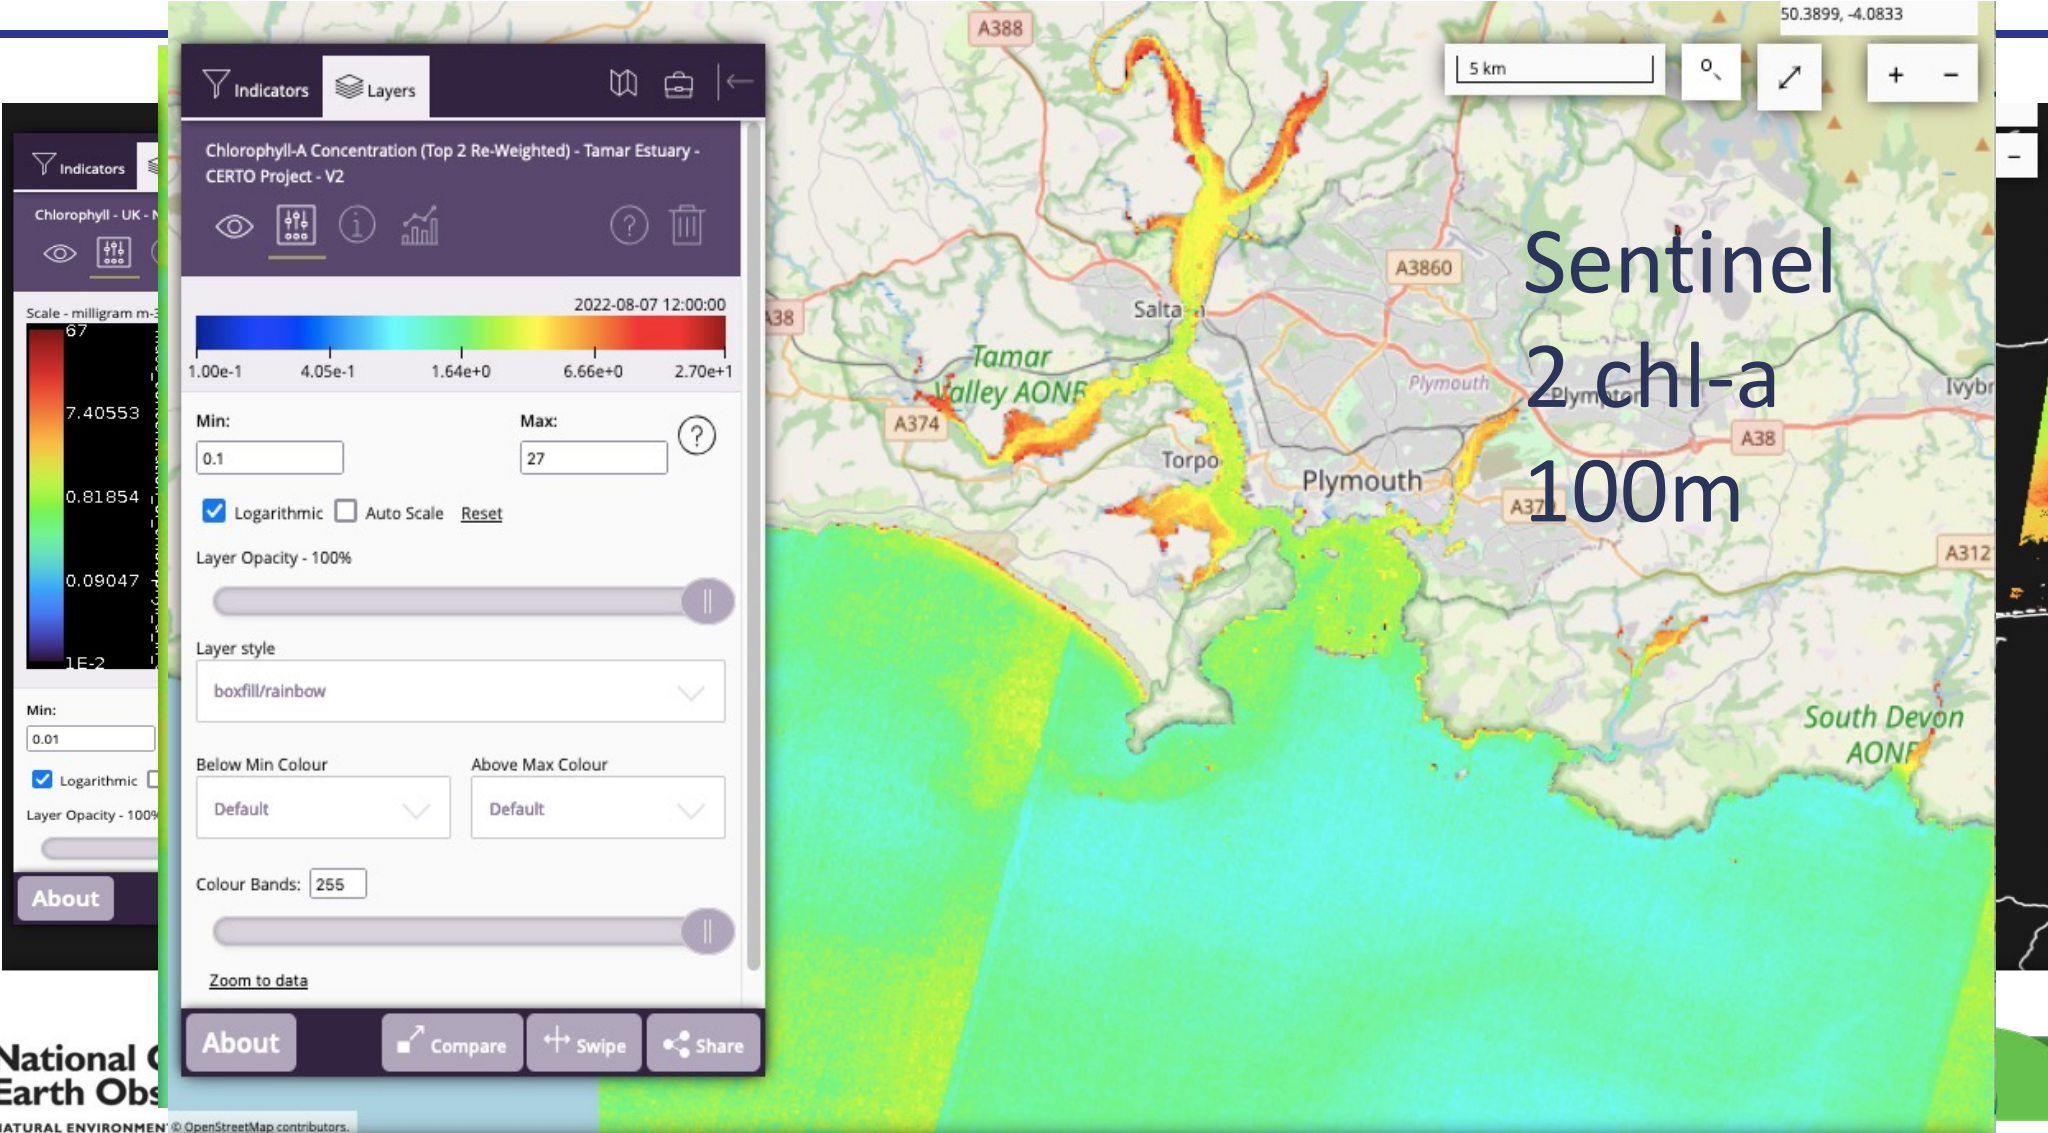 50.3899, -4.0833
5 km
A388
Indicators
Layers
Chlorophyll-A Concentration (Top 2 Re-Weighted) - Tamar Estuary -
CERTO Project - V2
2022-08-07 12:00:00
1.00e-1 4.05e-1 1.64e+0 6.66e+0 2.70e+1
Min: Max:
0.1 27
Logarithmic Auto Scale Reset
Layer Opacity - 100%
Layer style
boxfill/rainbow
Below Min Colour Above Max Colour
Default Default
Colour Bands: 255
Zoom to data
About Compare Swipe Share
© OpenStreetMap contributors.
Indicators
Chlorophyll - UK -
Scale - milligram m-3
67
7.40553
0.81854
0.09047
1E-2
Min:
0.01
Logarithmic
Layer Opacity - 100%
About
National
Earth Obs
NATURAL ENVIRONMEN
Sentinel
2 chl-a
100m
A3860
A38
Tamar
Valley AONB
A374
Plymouth
Plympton
A38
Plymouth
A312
South Devon
AONB